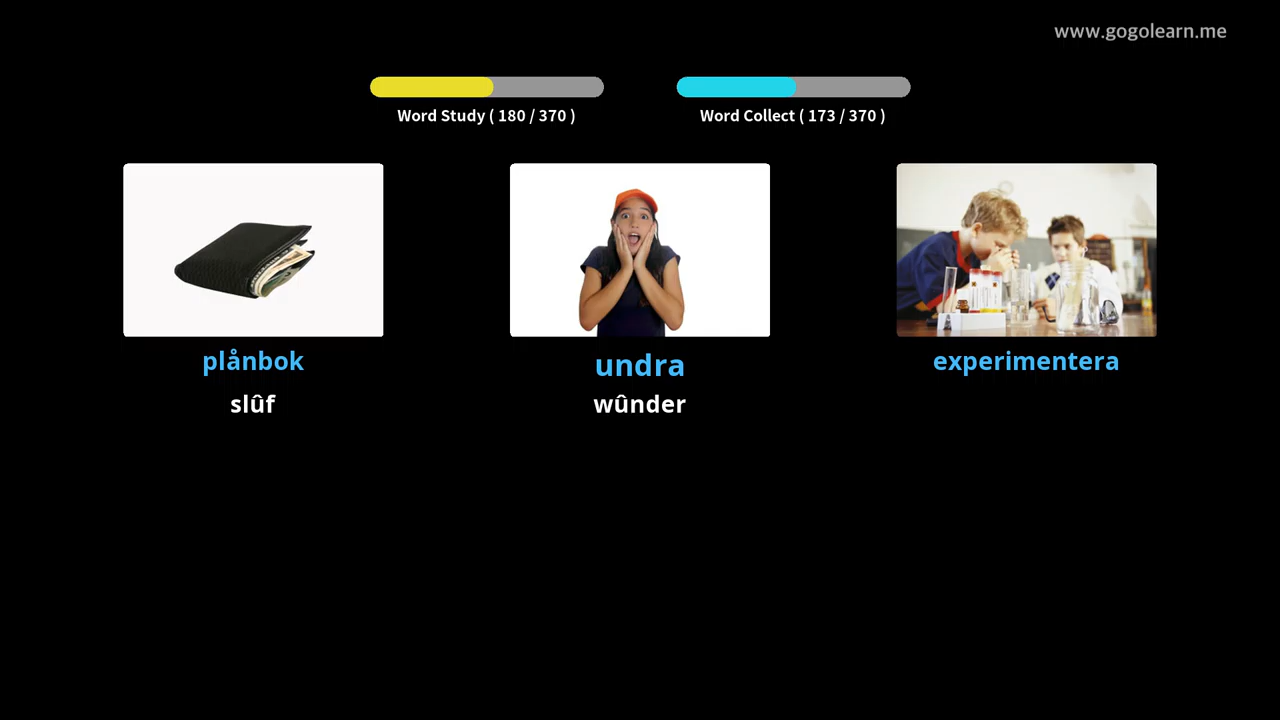 www.gogolearn.me
Word Study ( 180 / 370 )
Word Collect ( 173 / 370 )
plånbok
undra
experimentera
slûf
wûnder